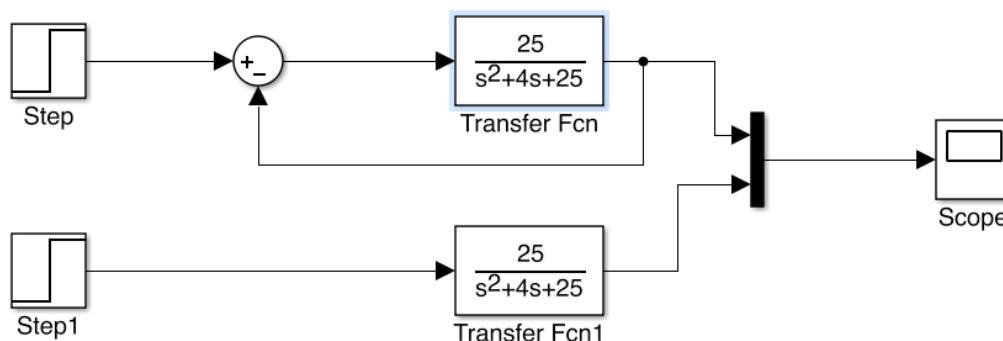 Step
+
−
25
s²+4s+25
Transfer Fcn
Scope
Step1
25
s²+4s+25
Transfer Fcn1